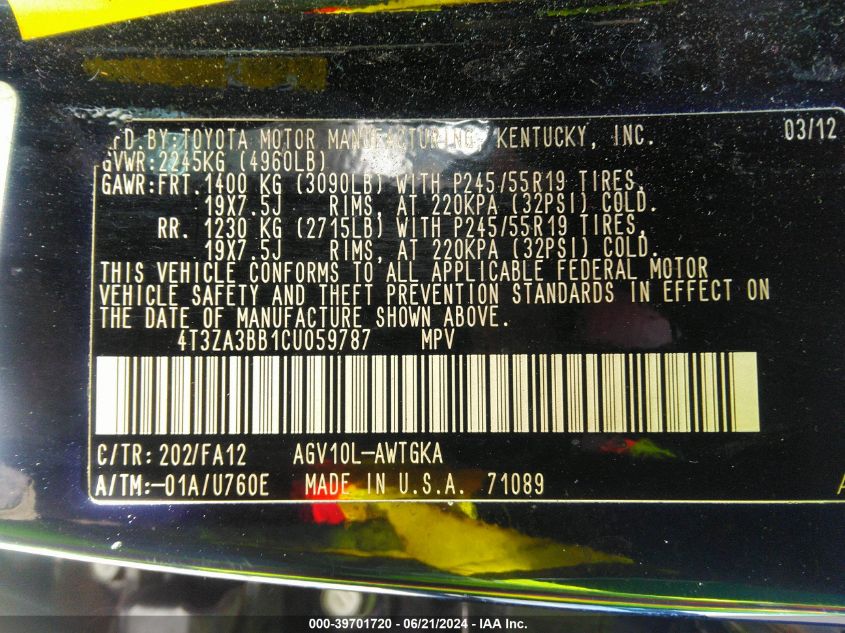 MFD.BY:TOYOTA MOTOR MANUFACTURING, KENTUCKY, INC. 03/12
GVWR:2245KG (4960LB)
GAWR:FRT. 1400 KG (3090LB) WITH P245/55R19 TIRES,
19X7.5J RIMS, AT 220KPA (32PSI) COLD.
RR. 1230 KG (2715LB) WITH P245/55R19 TIRES,
19X7.5J RIMS, AT 220KPA (32PSI) COLD.
THIS VEHICLE CONFORMS TO ALL APPLICABLE FEDERAL MOTOR
VEHICLE SAFETY AND THEFT PREVENTION STANDARDS IN EFFECT ON
THE DATE OF MANUFACTURE SHOWN ABOVE.
4T3ZA3BB1CU059787 MPV
C/TR:202/FA12 AGV10L-AWTGKA
A/TM:-01A/U760E MADE IN U.S.A. 71089
A
000-39701720 - 06/21/2024 - IAA Inc.